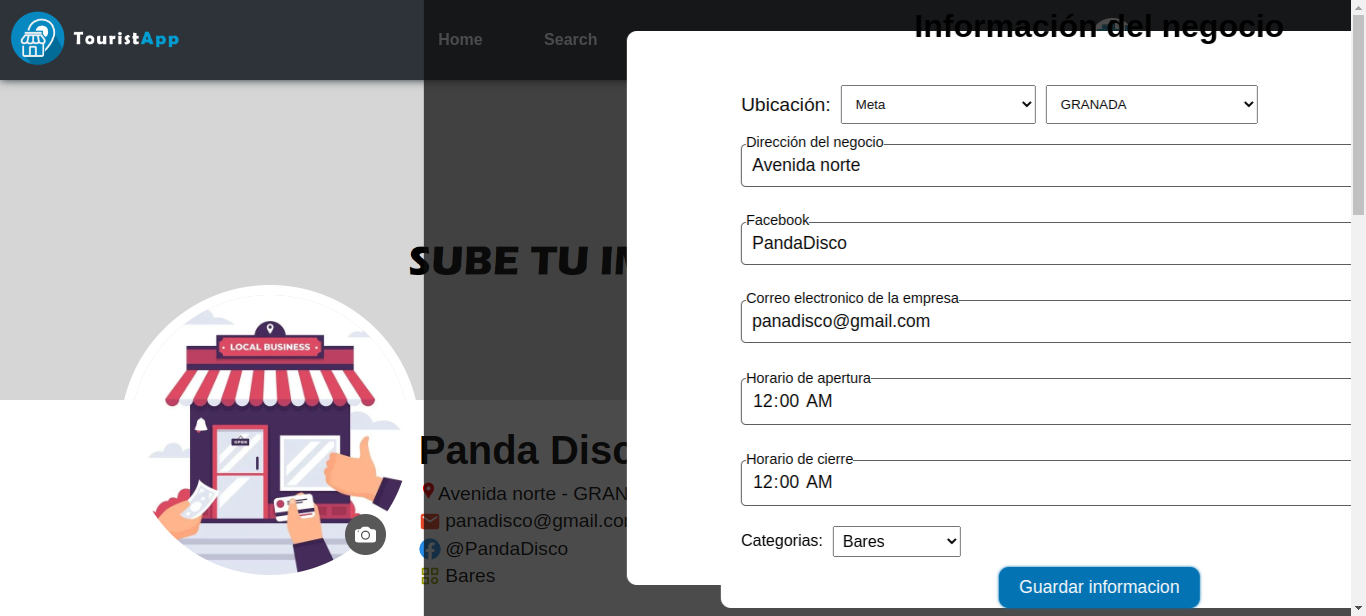 TouristApp
Home
Search
Información del negocio
Ubicación:
Meta
GRANADA
Dirección del negocio
Avenida norte
Facebook
PandaDisco
Correo electronico de la empresa
panadisco@gmail.com
Horario de apertura
12:00 AM
Horario de cierre
12:00 AM
Categorias:
Bares
Guardar informacion
SUBE TU
LOCAL BUSINESS
OPEN
Panda
Avenida norte - GRAN
panadisco@gmail.co
@PandaDisco
Bares